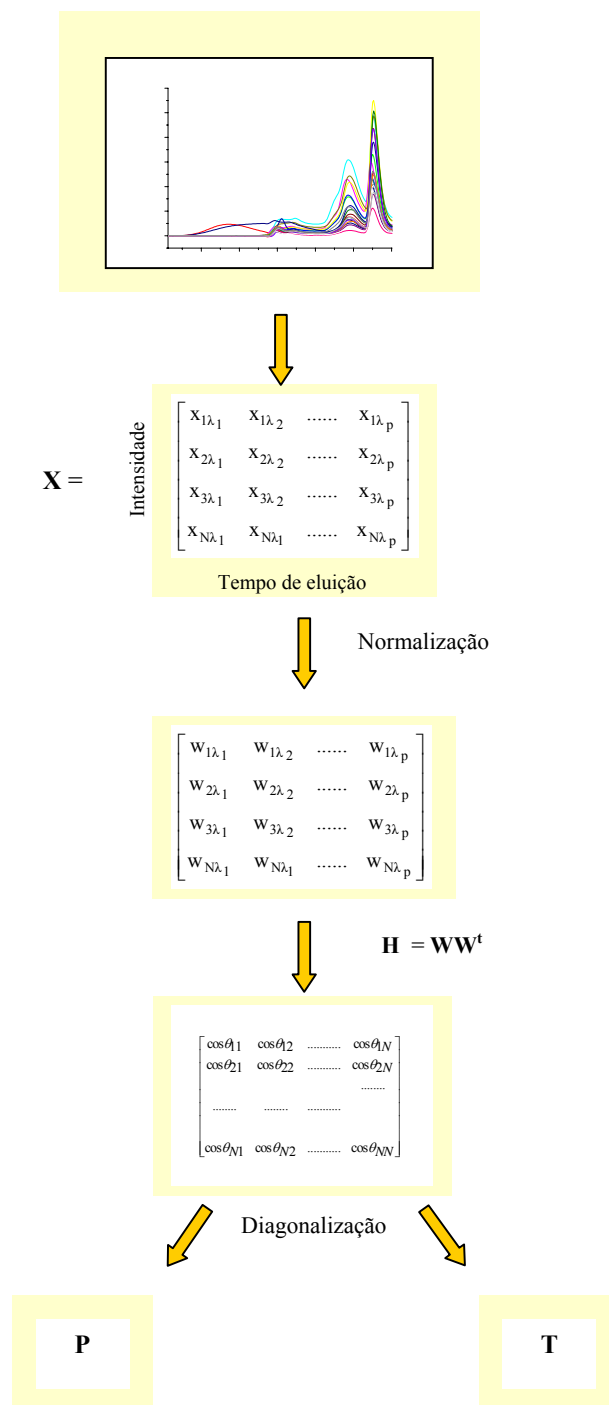 X =
Intensidade
x1λ1 x1λ2 ...... x1λp
x2λ1 x2λ2 ...... x2λp
x3λ1 x3λ2 ...... x3λp
xNλ1 xNλ1 ...... xNλp
Tempo de eluição
Normalização
w1λ1 w1λ2 ...... w1λp
w2λ1 w2λ2 ...... w2λp
w3λ1 w3λ2 ...... w3λp
wNλ1 wNλ1 ...... wNλp
H = WWᵗ
cosθ11 cosθ12 .......... cosθ1N
cosθ21 cosθ22 .......... cosθ2N
........
........ ........ ...........
cosθN1 cosθN2 .......... cosθNN
Diagonalização
P T